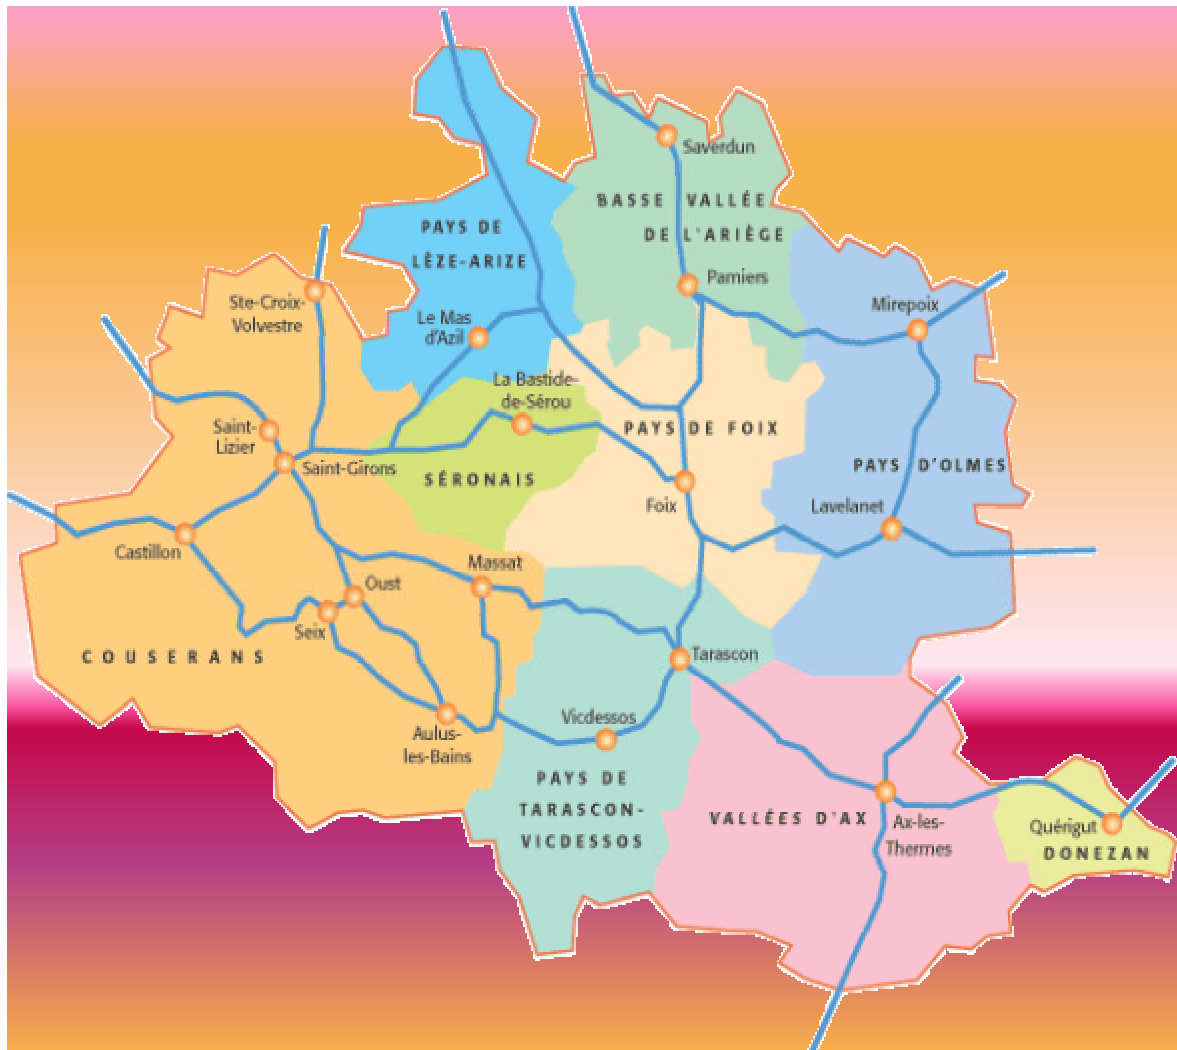 Saverdun
BASSE VALLÉE
DE L'ARIÈGE
PAYS DE
LÈZE-ARIZE
Pamiers
Ste-Croix-
Volvestre
Mirepoix
Le Mas
d'Azil
La Bastide-
de-Sérou
Saint-
Lizier
PAYS DE FOIX
Saint-Girons
PAYS D'OLMES
SÉRONAIS
Foix
Lavelanet
Castillon
Massat
Oust
Seix
COUSERANS
Tarascon
Vicdessos
Aulus-
les-Bains
PAYS DE
TARASCON-
VICDESSOS
VALLÉES D'AX
Ax-les-
Thermes
Quérigut
DONEZAN